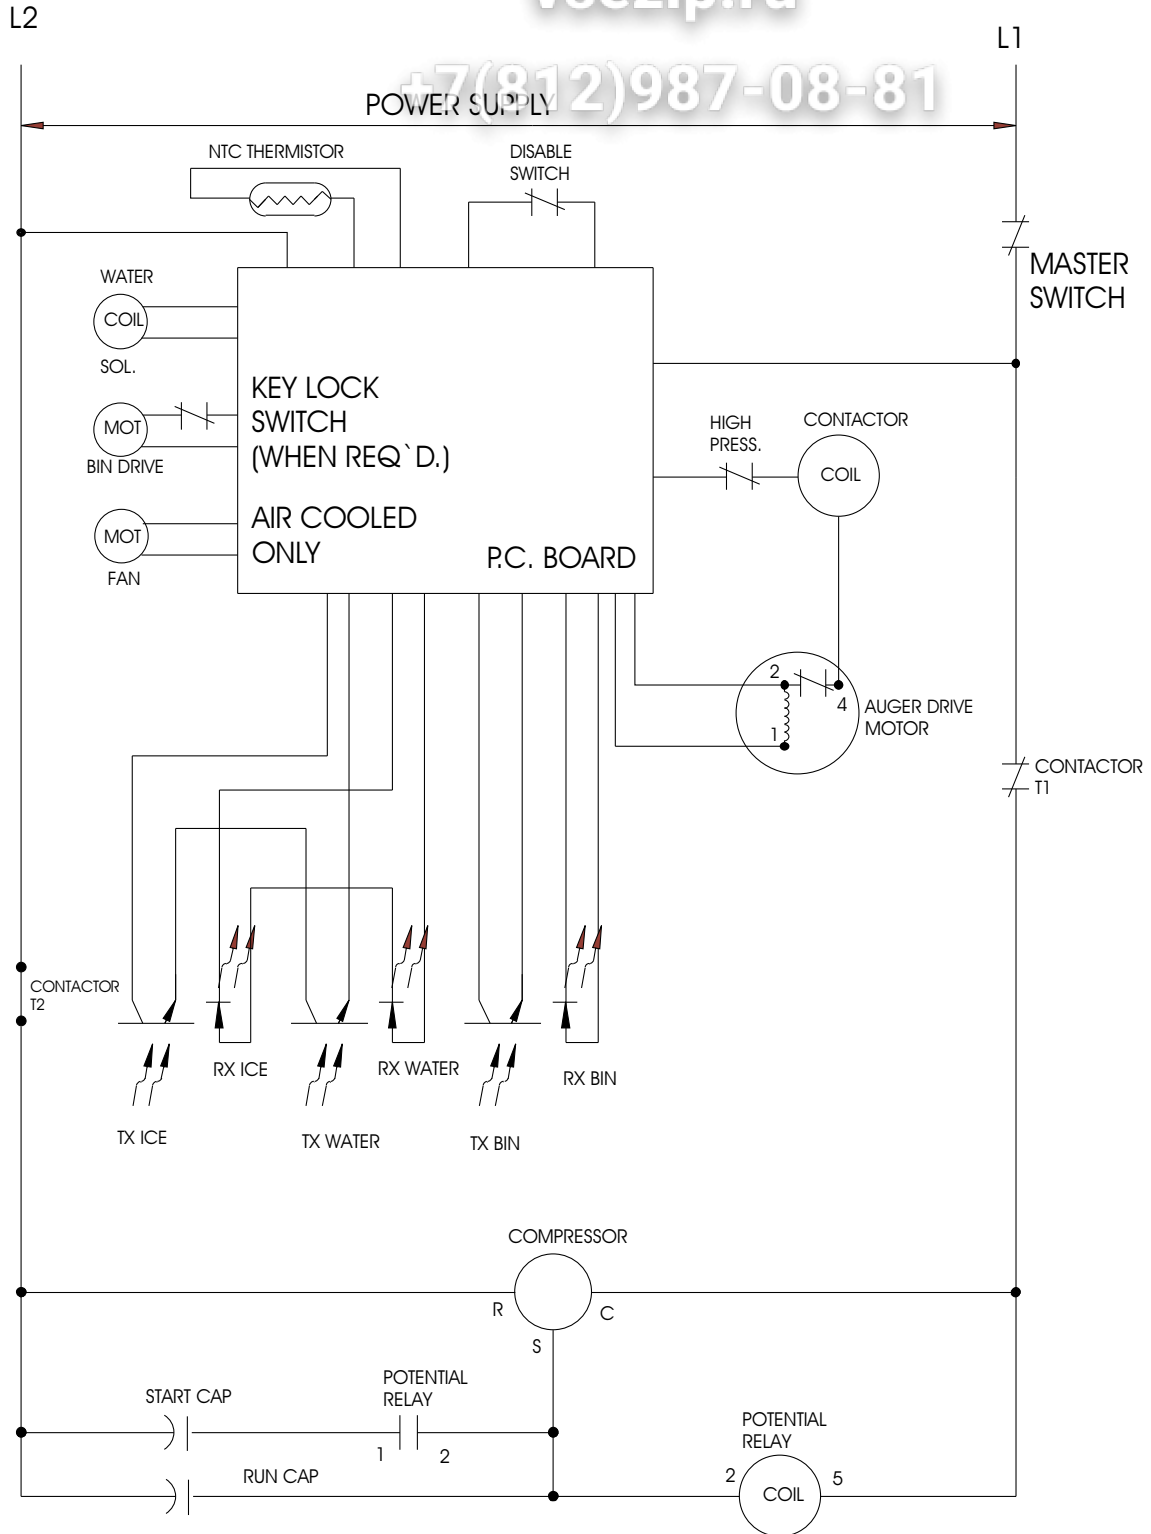 vsezip.ru
L2
L1
+7(812)987-08-81
POWER SUPPLY
NTC THERMISTOR
DISABLE
SWITCH
MASTER
SWITCH
WATER
COIL
SOL.
KEY LOCK
SWITCH
(WHEN REQ`D.)
MOT
BIN DRIVE
HIGH
PRESS.
CONTACTOR
COIL
AIR COOLED
ONLY
MOT
FAN
P.C. BOARD
2
4
1
AUGER DRIVE
MOTOR
CONTACTOR
T1
CONTACTOR
T2
RX ICE
RX WATER
RX BIN
TX ICE
TX WATER
TX BIN
COMPRESSOR
R
C
S
START CAP
POTENTIAL
RELAY
1
2
RUN CAP
POTENTIAL
RELAY
2
5
COIL